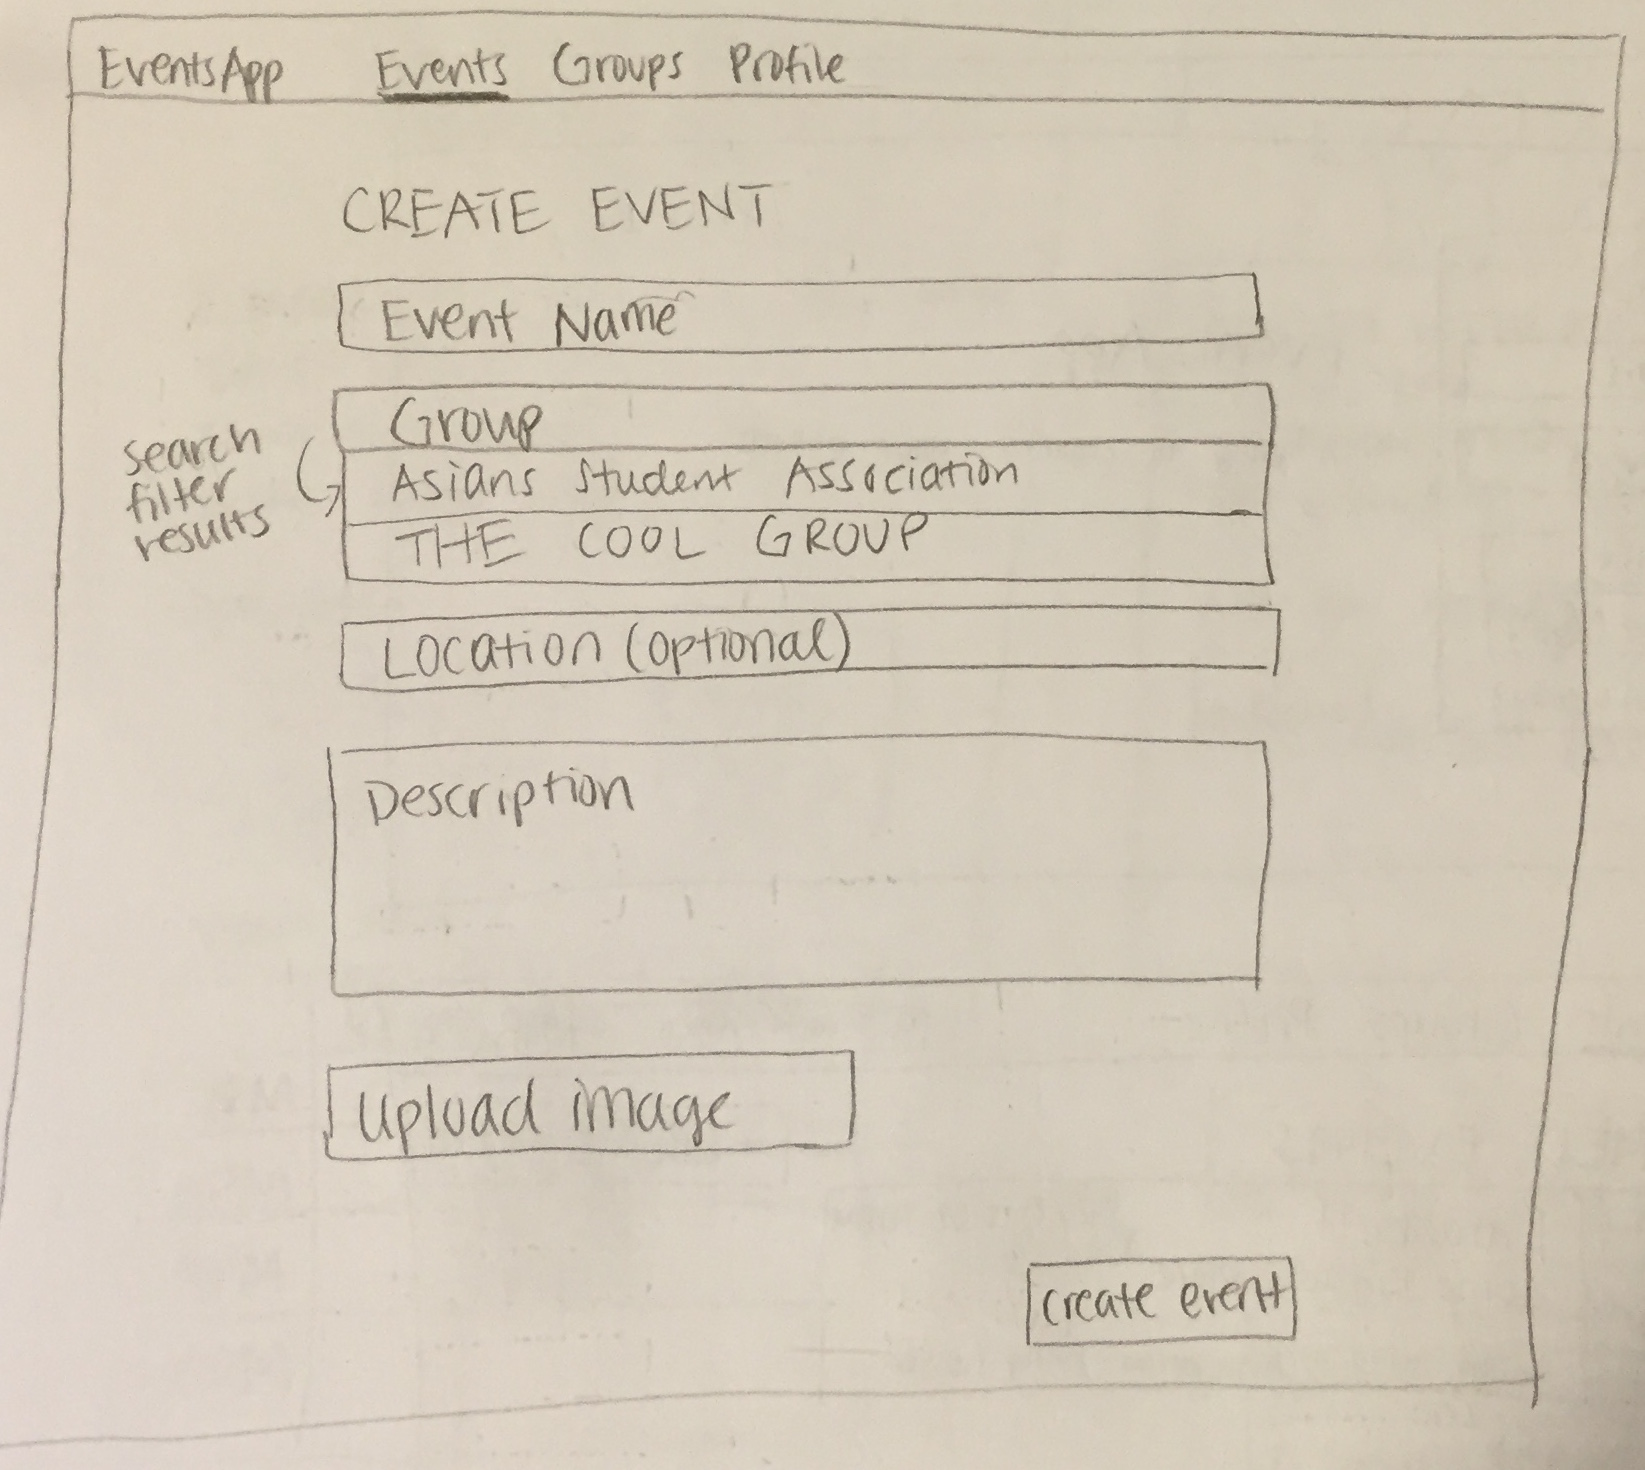 EventsApp Events Groups Profile
CREATE EVENT
Event Name
Group
search
filter
results
Asians Student Association
THE COOL GROUP
Location (optional)
Description
Upload image
create event